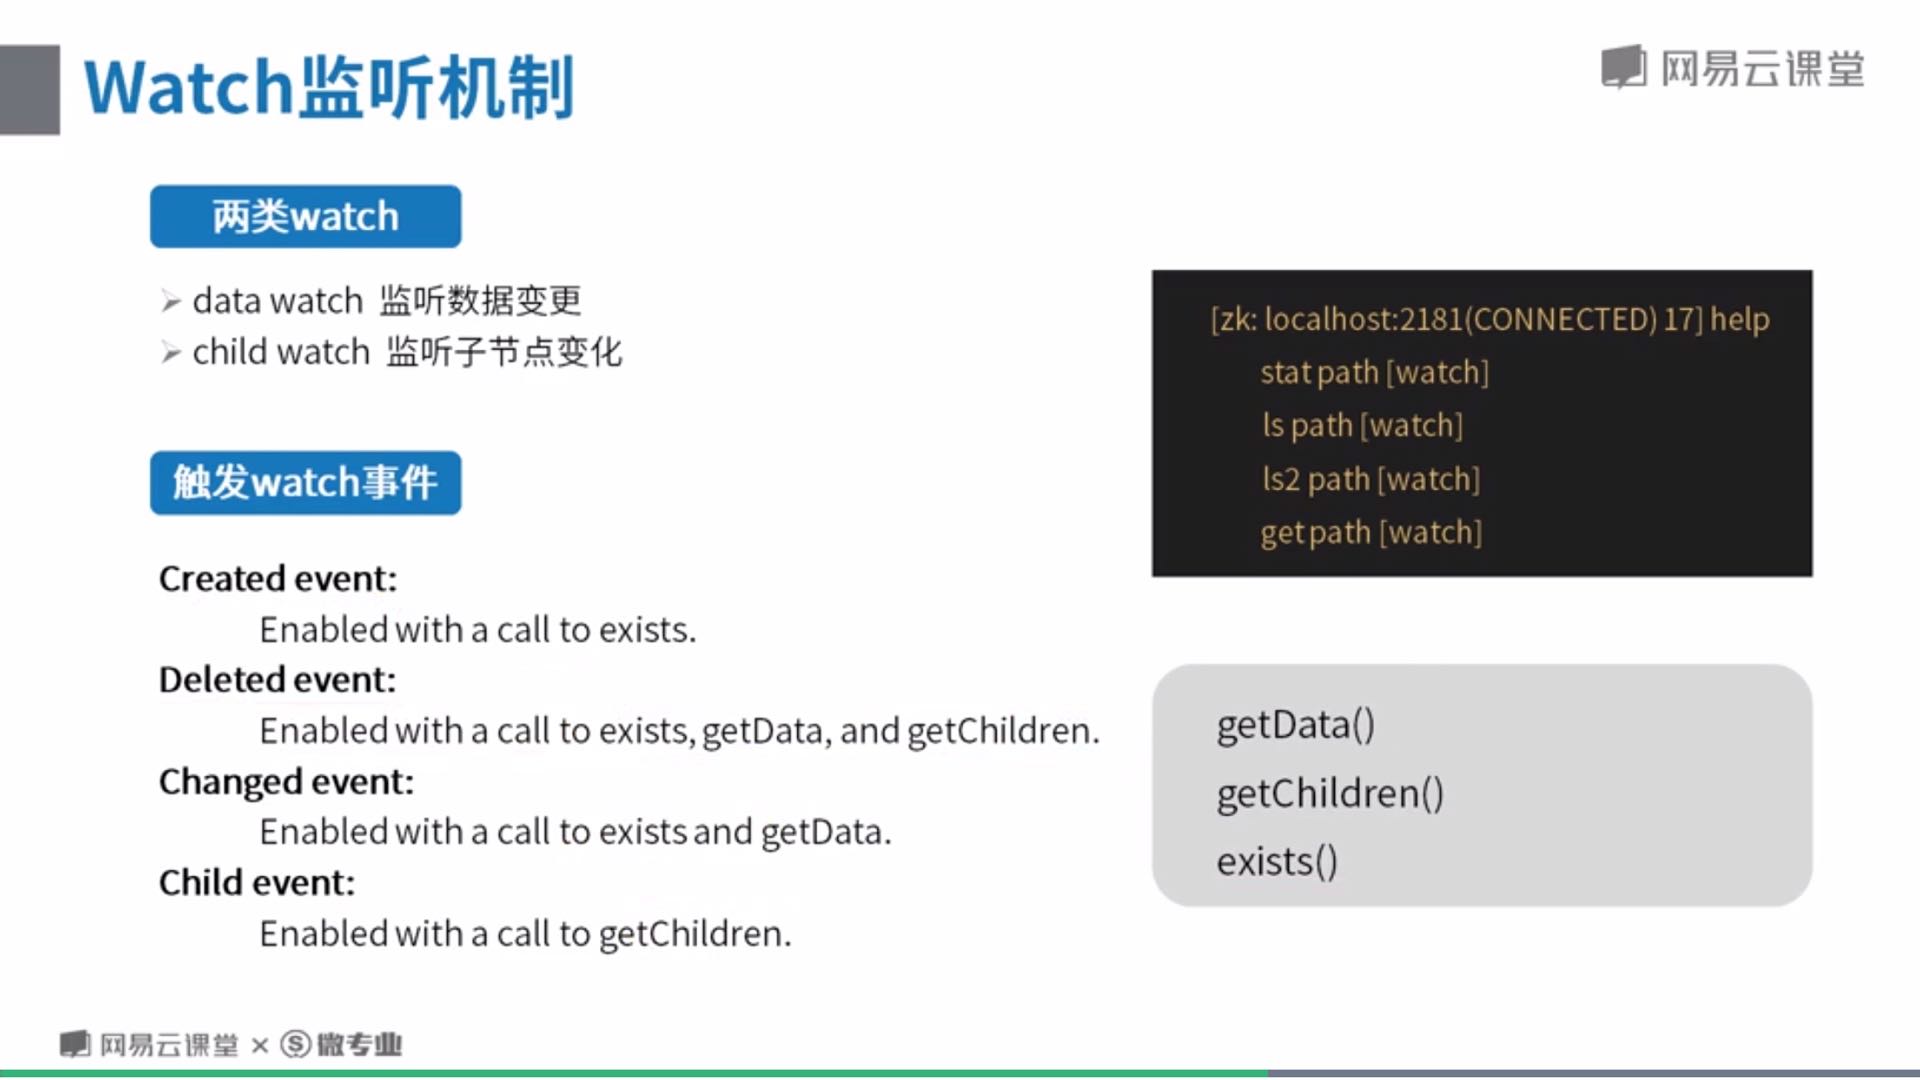 Watch监听机制
网易云课堂
两类watch
data watch 监听数据变更
child watch 监听子节点变化
触发watch事件
Created event:
Enabled with a call to exists.
Deleted event:
Enabled with a call to exists, getData, and getChildren.
Changed event:
Enabled with a call to exists and getData.
Child event:
Enabled with a call to getChildren.
[zk: localhost:2181(CONNECTED) 17] help
stat path [watch]
ls path [watch]
ls2 path [watch]
get path [watch]
getData()
getChildren()
exists()
网易云课堂 × 微专业